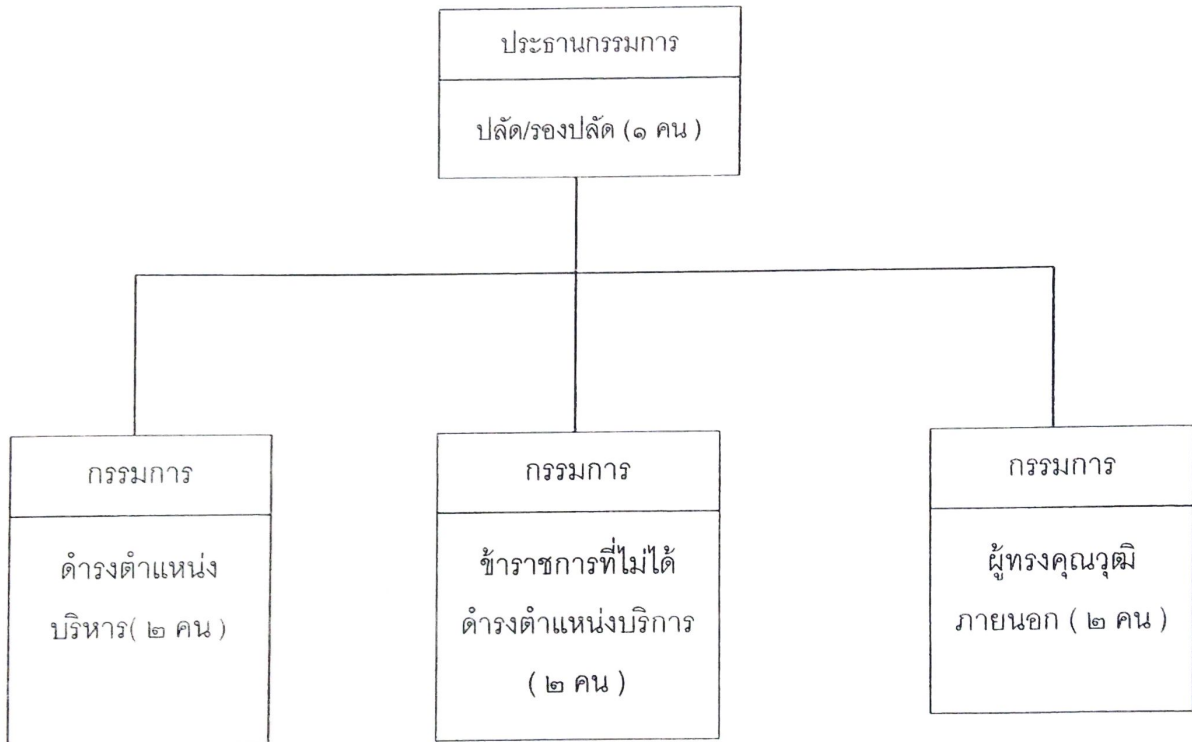 ประธานกรรมการ
ปลัด/รองปลัด (๑ คน )
กรรมการ
ดำรงตำแหน่ง
บริหาร( ๒ คน )
กรรมการ
ข้าราชการที่ไม่ได้
ดำรงตำแหน่งบริการ
( ๒ คน )
กรรมการ
ผู้ทรงคุณวุฒิ
ภายนอก ( ๒ คน )